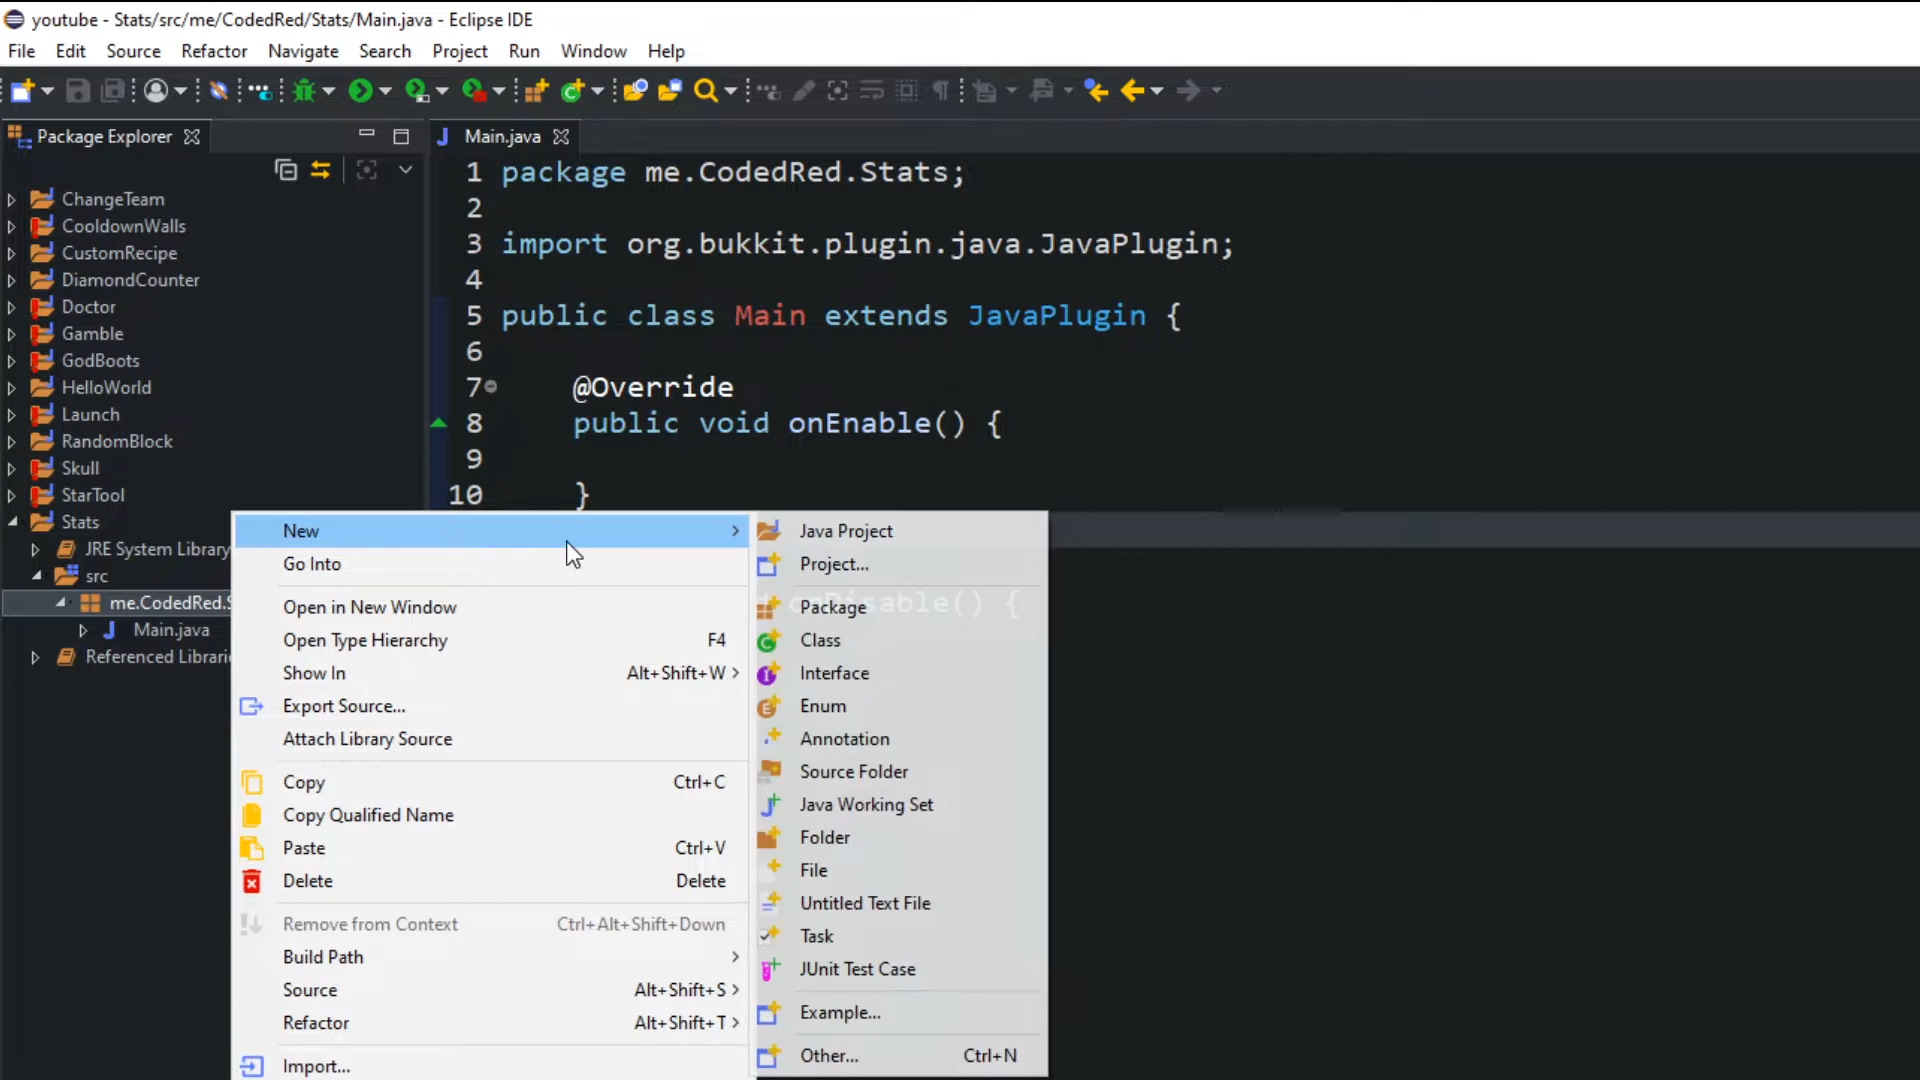 youtube - Stats/src/me/CodedRed/Stats/Main.java - Eclipse IDE
File Edit Source Refactor Navigate Search Project Run Window Help
Package Explorer
Main.java
ChangeTeam
CooldownWalls
CustomRecipe
DiamondCounter
Doctor
Gamble
GodBoots
HelloWorld
Launch
RandomBlock
Skull
StarTool
Stats
JRE System Library
src
me.CodedRed.S
Main.java
Referenced Librari
1 package me.CodedRed.Stats;
2
3 import org.bukkit.plugin.java.JavaPlugin;
4
5 public class Main extends JavaPlugin {
6
7 @Override
8 public void onEnable() {
9
10 }
onDisable() {
New
Go Into
Open in New Window
Open Type Hierarchy F4
Show In Alt+Shift+W
Export Source...
Attach Library Source
Copy Ctrl+C
Copy Qualified Name
Paste Ctrl+V
Delete Delete
Remove from Context Ctrl+Alt+Shift+Down
Build Path
Source Alt+Shift+S
Refactor Alt+Shift+T
Import...
Java Project
Project...
Package
Class
Interface
Enum
Annotation
Source Folder
Java Working Set
Folder
File
Untitled Text File
Task
JUnit Test Case
Example...
Other... Ctrl+N